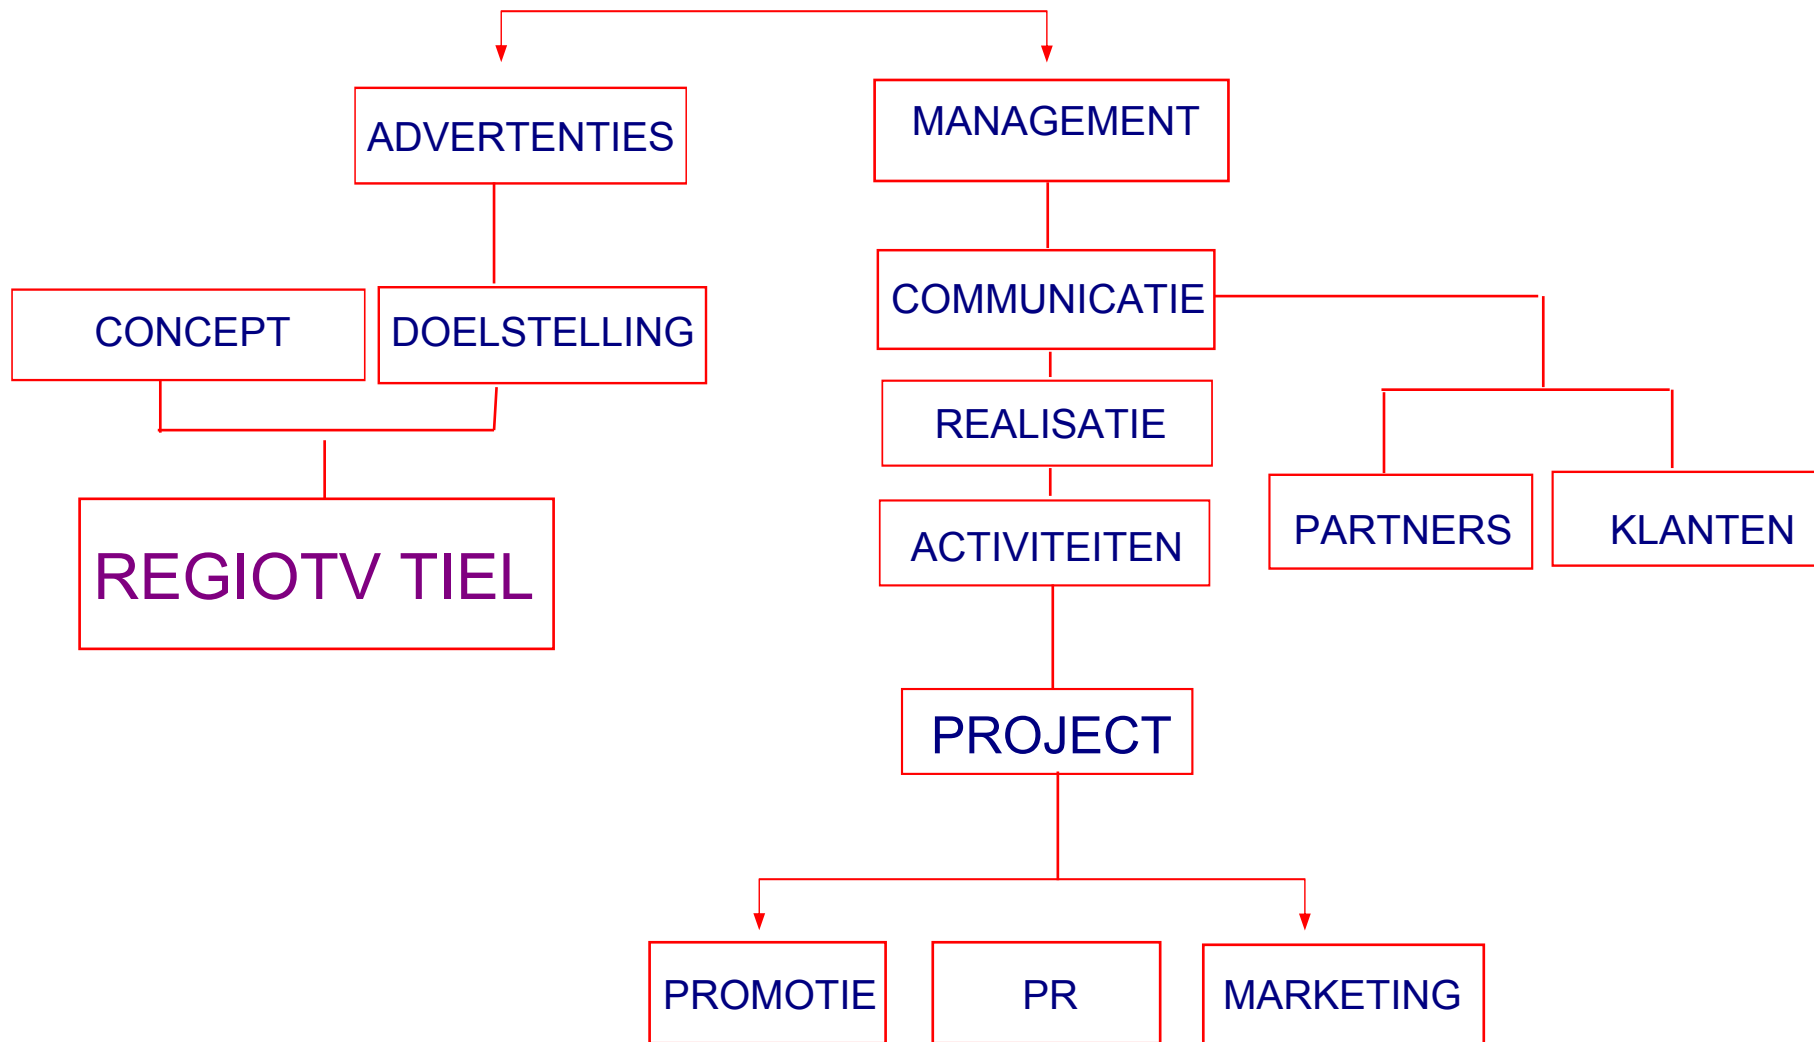 ADVERTENTIES
MANAGEMENT
CONCEPT
DOELSTELLING
COMMUNICATIE
REALISATIE
ACTIVITEITEN
PARTNERS
KLANTEN
REGIOTV TIEL
PROJECT
PROMOTIE
PR
MARKETING